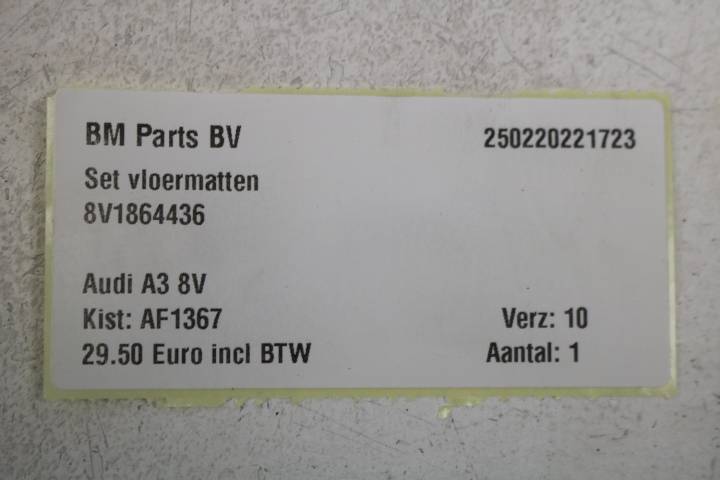 BM Parts BV 250220221723
Set vloermatten
8V1864436
Audi A3 8V
Kist: AF1367 Verz: 10
29.50 Euro incl BTW Aantal: 1